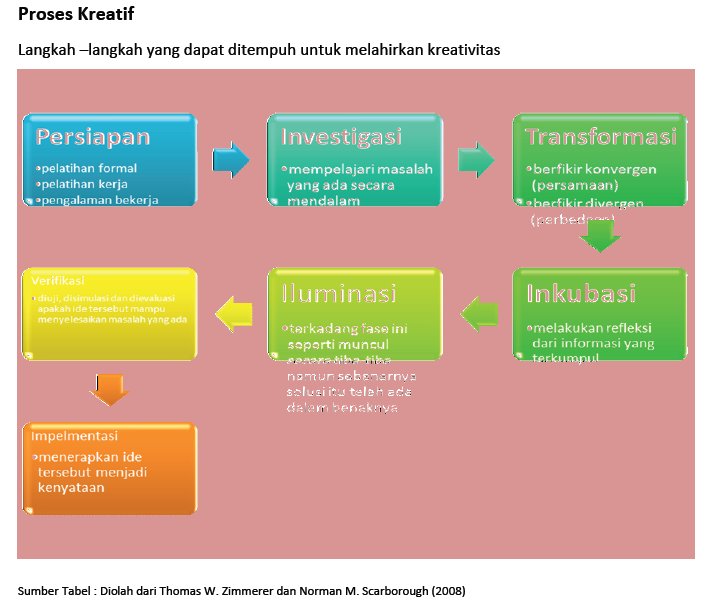 Proses Kreatif
Langkah –langkah yang dapat ditempuh untuk melahirkan kreativitas
Persiapan
•pelatihan formal
•pelatihan kerja
•pengalaman bekerja
Investigasi
•mempelajari masalah
yang ada secara
mendalam
Transformasi
•berfikir konvergen
(persamaan)
•berfikir divergen
(perbedaan)
Inkubasi
•melakukan refleksi
dari informasi yang
terkumpul
Iluminasi
•terkadang fase ini
seperti muncul
secara tiba-tiba
namun sebenarnya
solusi itu telah ada
dalam benaknya
Verifikasi
•diuji, disimulasi dan dievaluasi
apakah ide tersebut mampu
menyelesaikan masalah yang ada
Impelmentasi
•menerapkan ide
tersebut menjadi
kenyataan
Sumber Tabel : Diolah dari Thomas W. Zimmerer dan Norman M. Scarborough (2008)